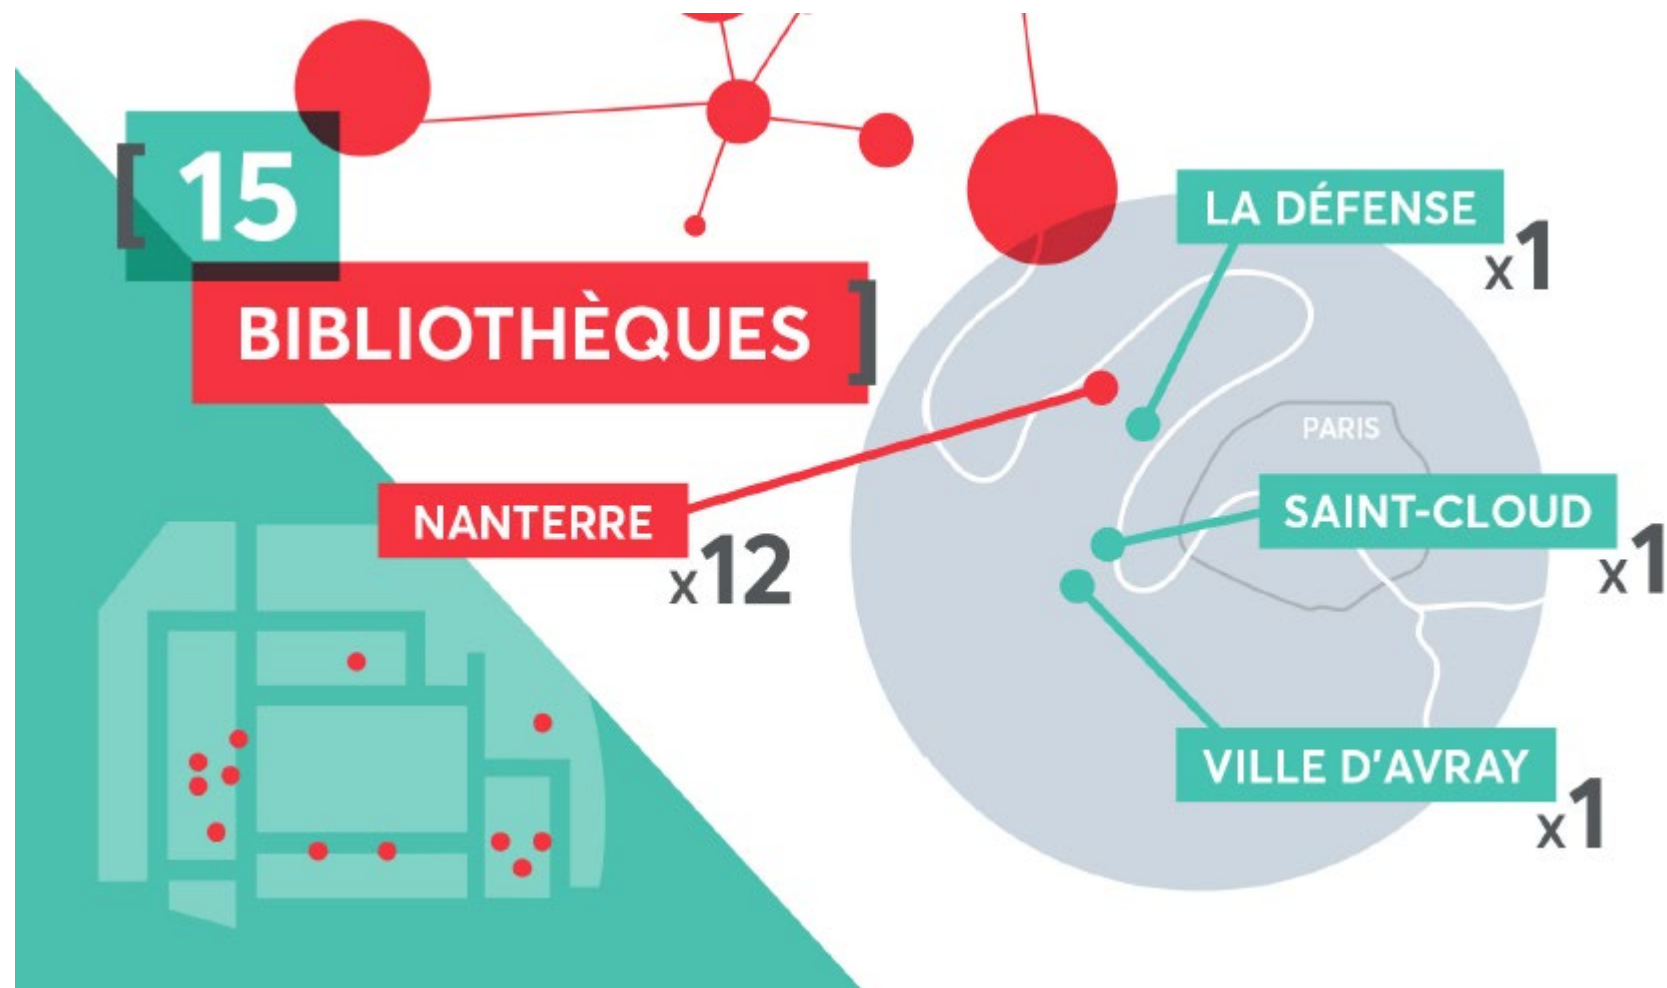 [ 15
BIBLIOTHÈQUES ]
LA DÉFENSE
x1
PARIS
NANTERRE
x12
SAINT-CLOUD
x1
VILLE D'AVRAY
x1